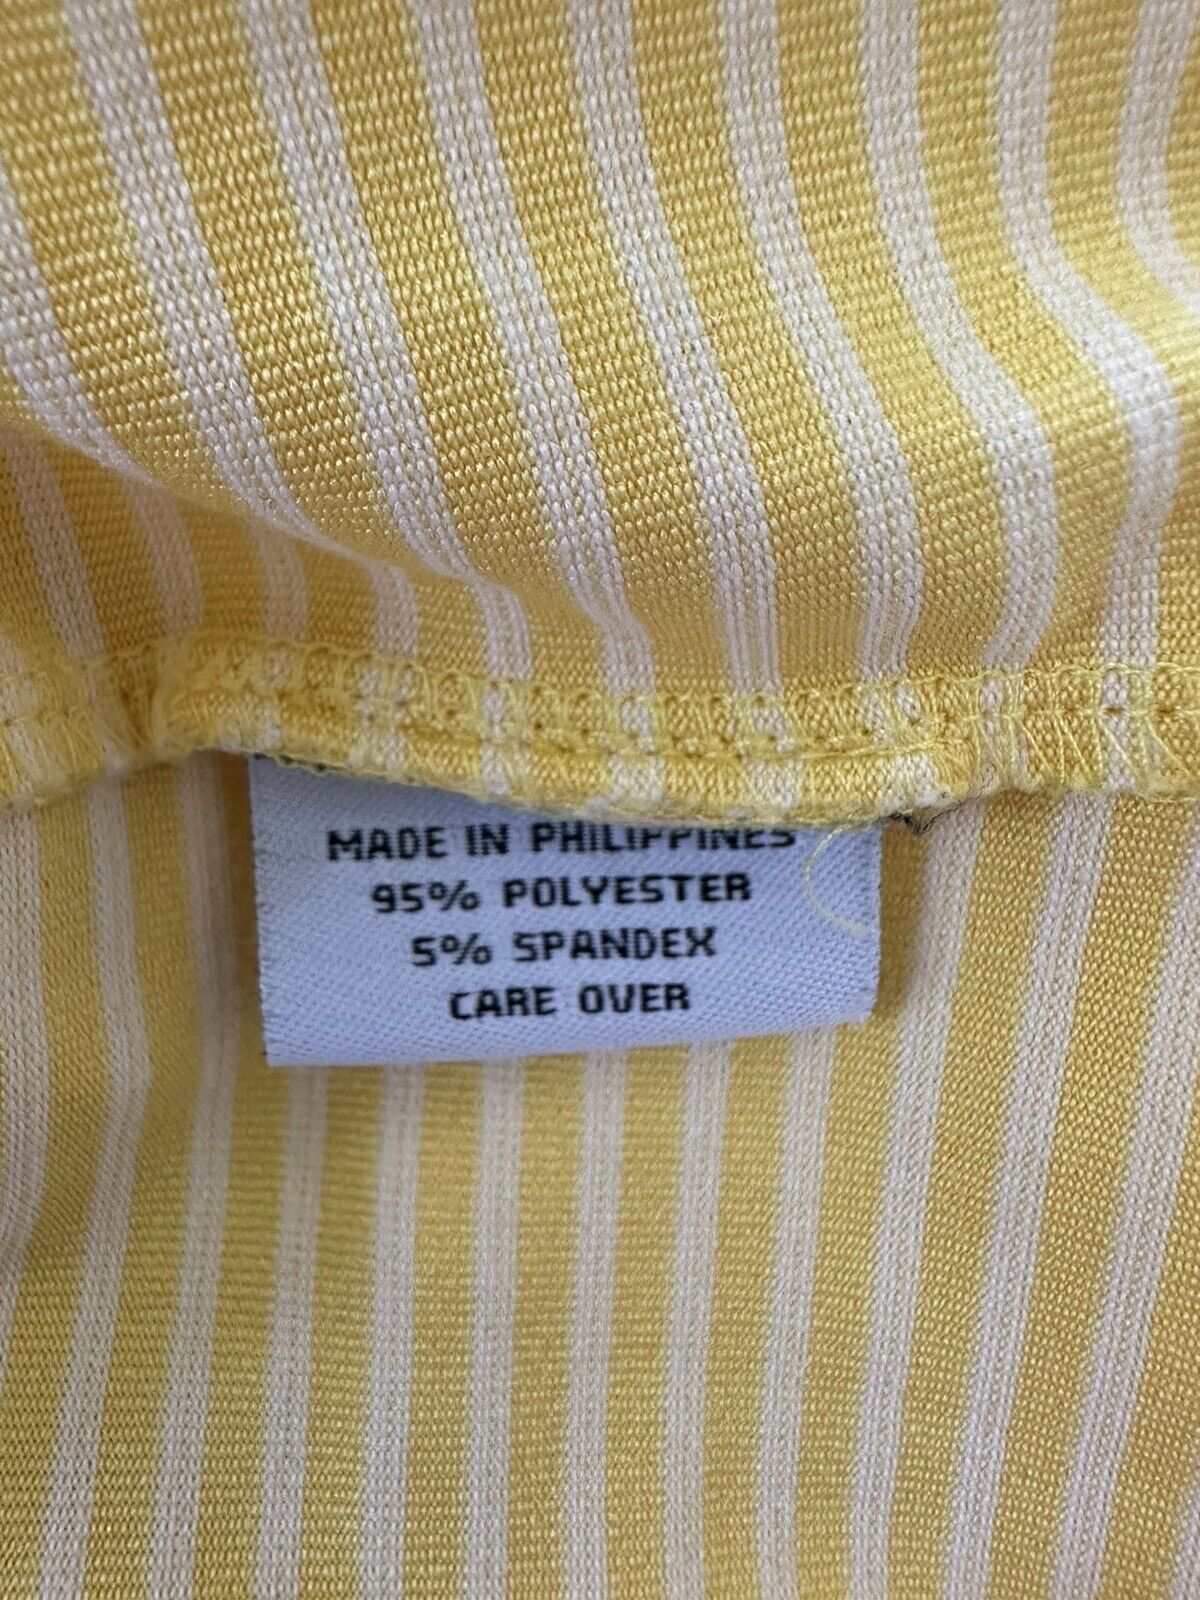 MADE IN PHILIPPINES
95% POLYESTER
5% SPANDEX
CARE OVER